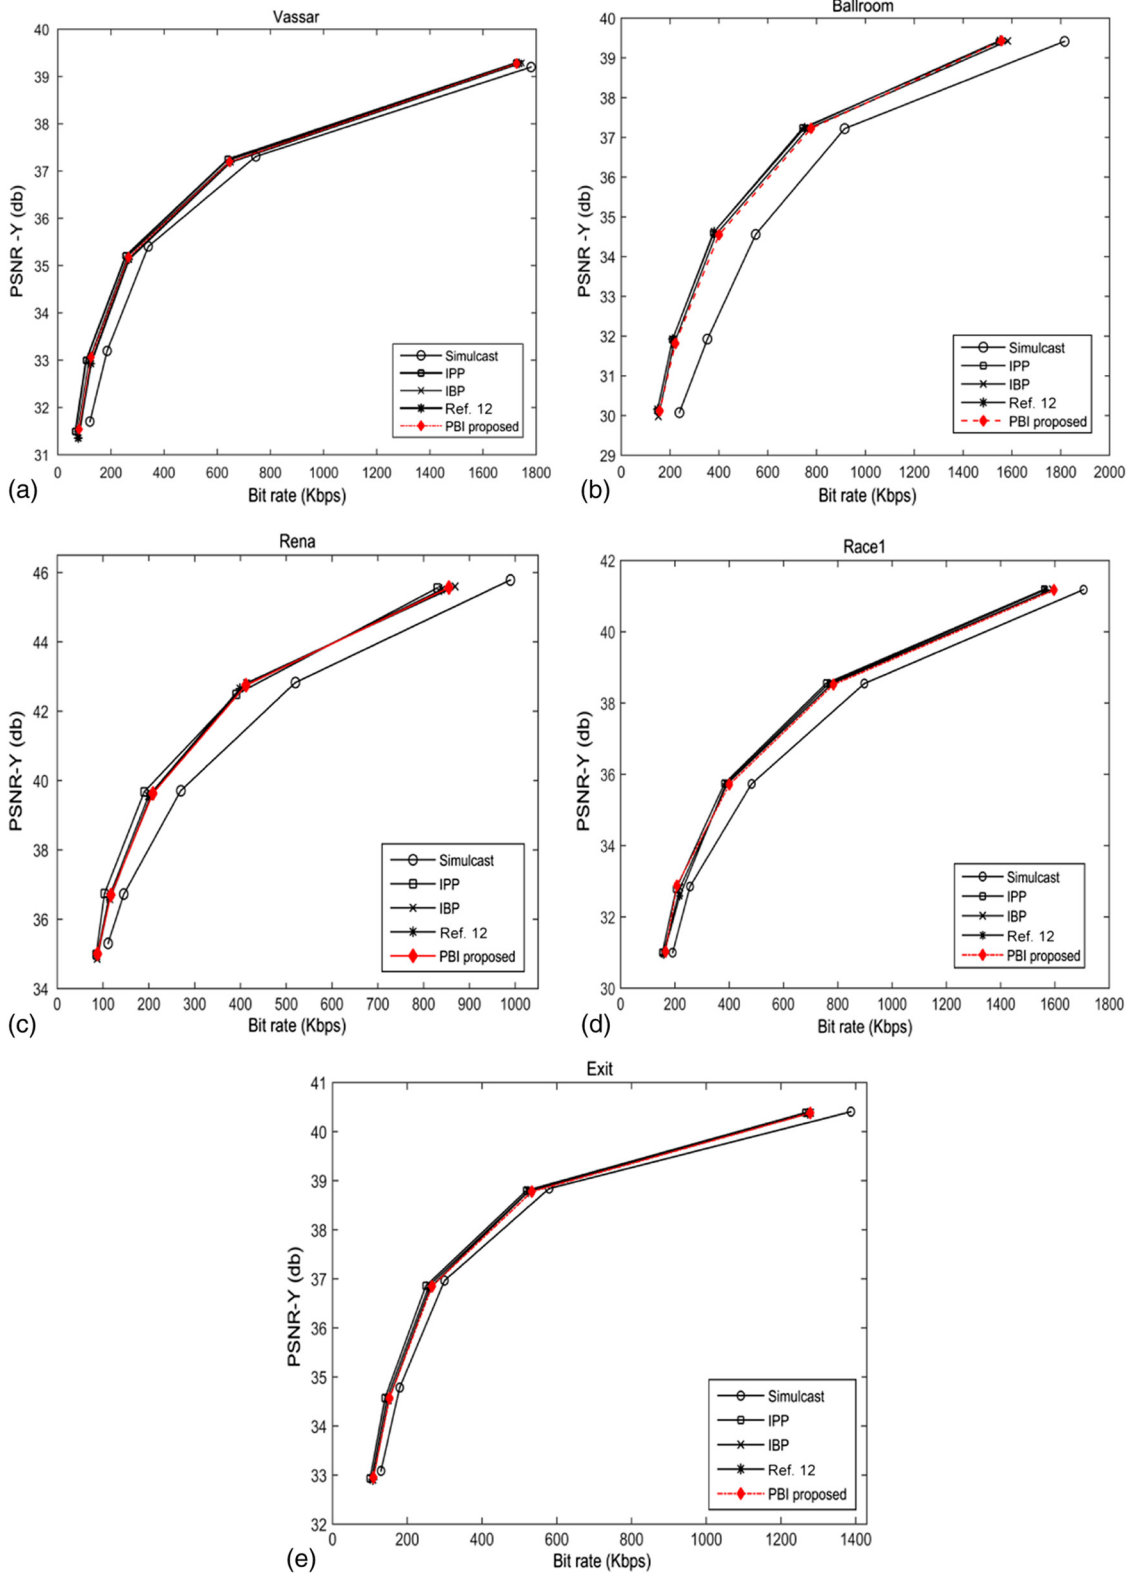 Vassar
40
39
38
37
36
35
34
33
32
31
PSNR -Y (db)
0 200 400 600 800 1000 1200 1400 1600 1800
Bit rate (Kbps)
Simulcast
IPP
IBP
Ref. 12
PBI proposed
(a)
Ballroom
40
39
38
37
36
35
34
33
32
31
30
29
PSNR -Y (db)
0 200 400 600 800 1000 1200 1400 1600 1800 2000
Bit rate (Kbps)
Simulcast
IPP
IBP
Ref. 12
PBI proposed
(b)
Rena
46
44
42
40
38
36
34
PSNR-Y (db)
0 100 200 300 400 500 600 700 800 900 1000
Bit rate (Kbps)
Simulcast
IPP
IBP
Ref. 12
PBI proposed
(c)
Race1
42
40
38
36
34
32
30
PSNR-Y (db)
0 200 400 600 800 1000 1200 1400 1600 1800
Bit rate (Kbps)
Simulcast
IPP
IBP
Ref. 12
PBI proposed
(d)
Exit
41
40
39
38
37
36
35
34
33
32
PSNR-Y (db)
0 200 400 600 800 1000 1200 1400
Bit rate (Kbps)
Simulcast
IPP
IBP
Ref. 12
PBI proposed
(e)